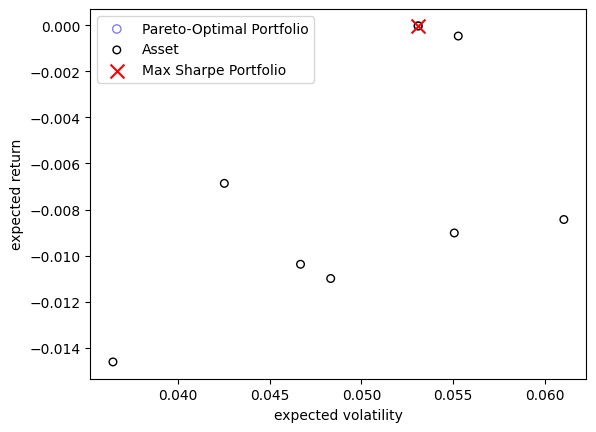 0.000
−0.002
−0.004
−0.006
−0.008
−0.010
−0.012
−0.014
expected return
Pareto-Optimal Portfolio
Asset
Max Sharpe Portfolio
0.040 0.045 0.050 0.055 0.060
expected volatility